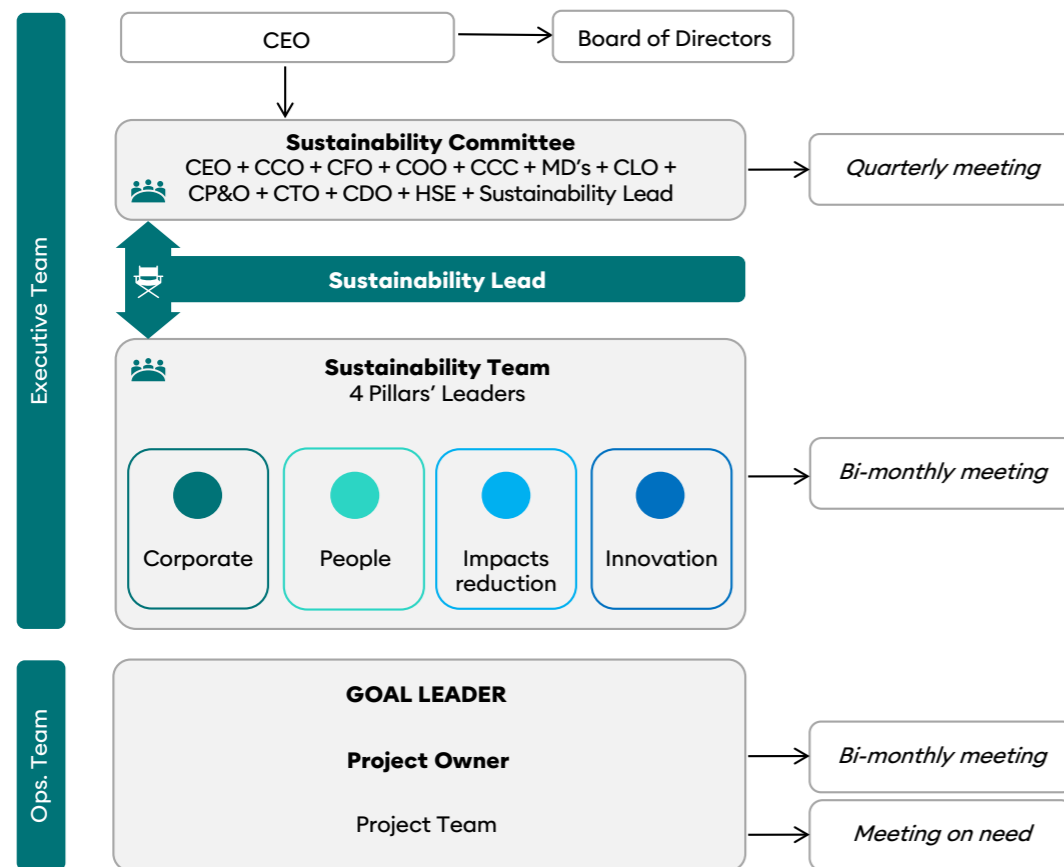 CEO
Board of Directors
Executive Team
Sustainability Committee
CEO + CCO + CFO + COO + CCC + MD's + CLO +
CP&O + CTO + CDO + HSE + Sustainability Lead
Quarterly meeting
Sustainability Lead
Sustainability Team
4 Pillars' Leaders
Corporate
People
Impacts
reduction
Innovation
Bi-monthly meeting
Ops. Team
GOAL LEADER
Project Owner
Bi-monthly meeting
Project Team
Meeting on need